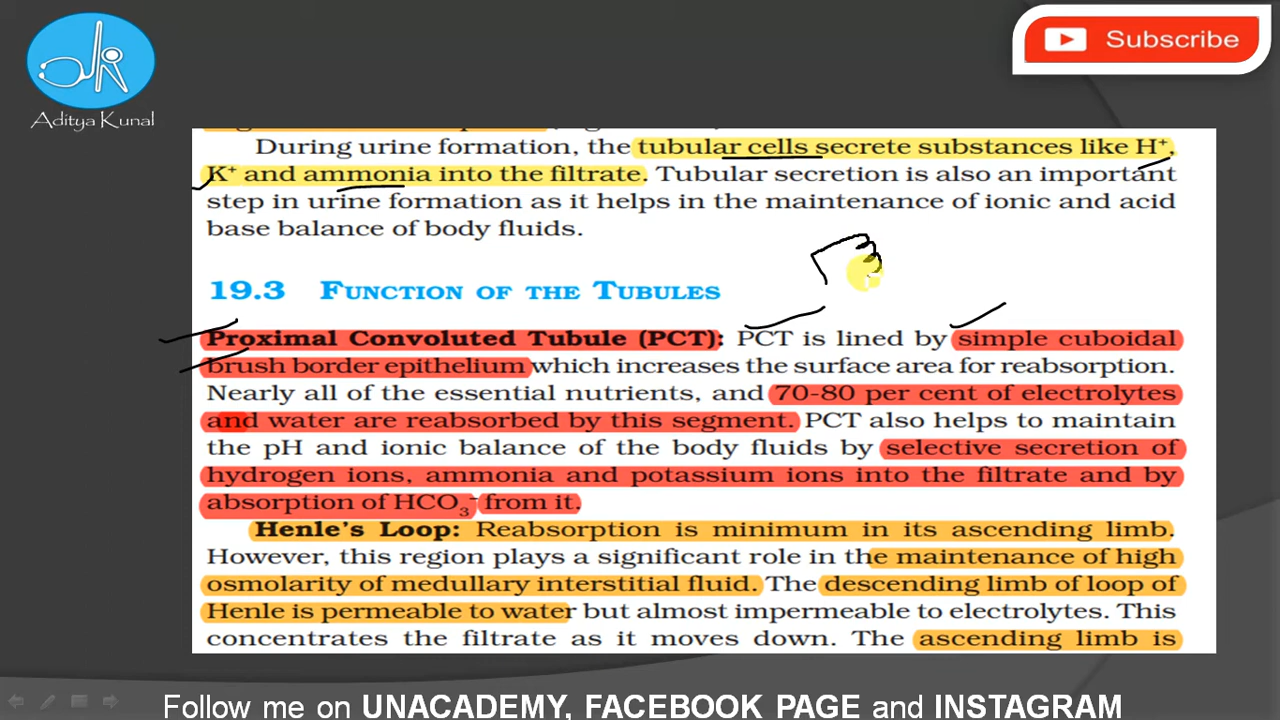 Aditya Kunal
Subscribe
During urine formation, the tubular cells secrete substances like H⁺,
K⁺ and ammonia into the filtrate. Tubular secretion is also an important
step in urine formation as it helps in the maintenance of ionic and acid
base balance of body fluids.
19.3 FUNCTION OF THE TUBULES
Proximal Convoluted Tubule (PCT): PCT is lined by simple cuboidal
brush border epithelium which increases the surface area for reabsorption.
Nearly all of the essential nutrients, and 70-80 per cent of electrolytes
and water are reabsorbed by this segment. PCT also helps to maintain
the pH and ionic balance of the body fluids by selective secretion of
hydrogen ions, ammonia and potassium ions into the filtrate and by
absorption of HCO₃⁻ from it.
Henle's Loop: Reabsorption is minimum in its ascending limb.
However, this region plays a significant role in the maintenance of high
osmolarity of medullary interstitial fluid. The descending limb of loop of
Henle is permeable to water but almost impermeable to electrolytes. This
concentrates the filtrate as it moves down. The ascending limb is
Follow me on UNACADEMY, FACEBOOK PAGE and INSTAGRAM